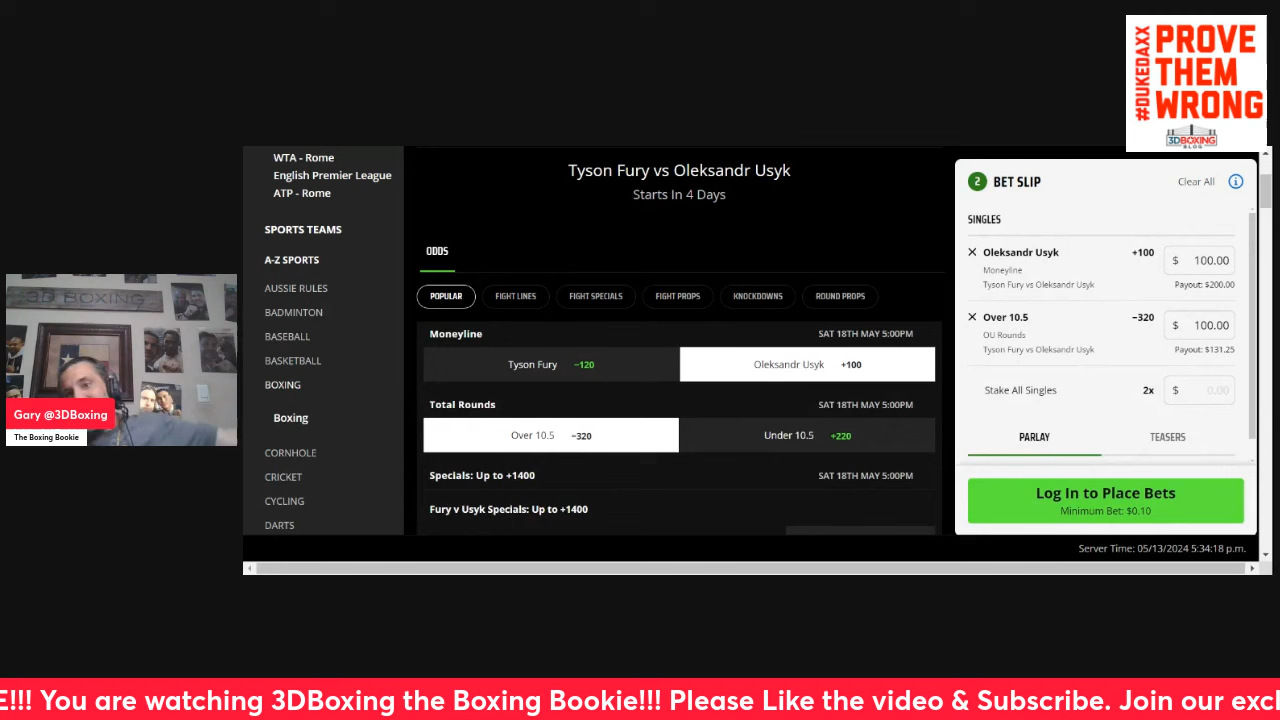 #DUKEDAXX
PROVE
THEM
WRONG
3DBOXING
BLOG
WTA - Rome
English Premier League
ATP - Rome
SPORTS TEAMS
A-Z SPORTS
AUSSIE RULES
BADMINTON
BASEBALL
BASKETBALL
BOXING
Boxing
CORNHOLE
CRICKET
CYCLING
DARTS
Tyson Fury vs Oleksandr Usyk
Starts In 4 Days
ODDS
POPULAR
FIGHT LINES
FIGHT SPECIALS
FIGHT PROPS
KNOCKDOWNS
ROUND PROPS
Moneyline SAT 18TH MAY 5:00PM
Tyson Fury −120
Oleksandr Usyk +100
Total Rounds SAT 18TH MAY 5:00PM
Over 10.5 −320
Under 10.5 +220
Specials: Up to +1400 SAT 18TH MAY 5:00PM
Fury v Usyk Specials: Up to +1400
2 BET SLIP Clear All i
SINGLES
× Oleksandr Usyk +100 $ 100.00
Moneyline
Tyson Fury vs Oleksandr Usyk Payout: $200.00
× Over 10.5 −320 $ 100.00
OU Rounds
Tyson Fury vs Oleksandr Usyk Payout: $131.25
Stake All Singles 2x $ 0.00
PARLAY TEASERS
Log In to Place Bets
Minimum Bet: $0.10
Server Time: 05/13/2024 5:34:18 p.m.
3D BOXING
Gary @3DBoxing
The Boxing Bookie
E!!! You are watching 3DBoxing the Boxing Bookie!!! Please Like the video & Subscribe. Join our excl